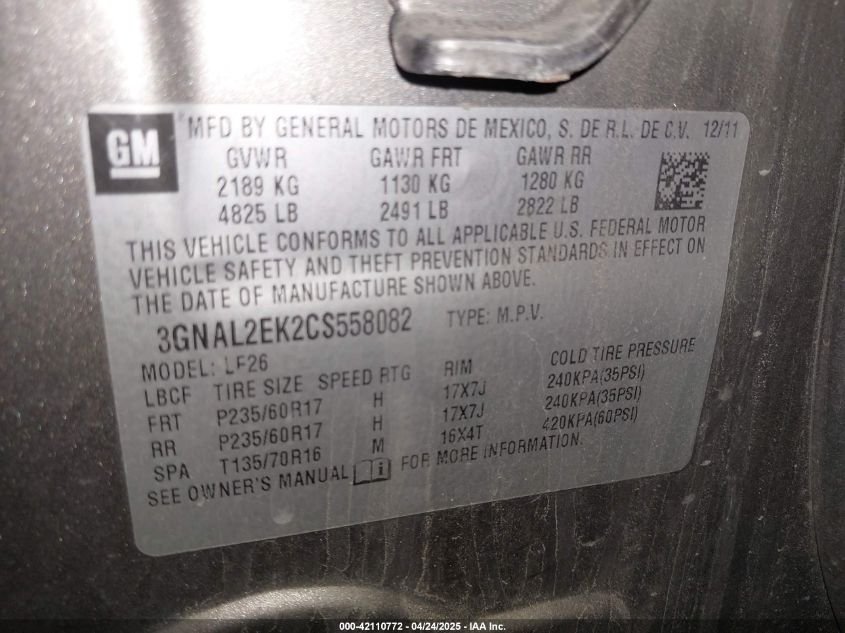 GM
MFD BY GENERAL MOTORS DE MEXICO, S. DE R.L. DE C.V. 12/11
GVWR GAWR FRT GAWR RR
2189 KG 1130 KG 1280 KG
4825 LB 2491 LB 2822 LB
THIS VEHICLE CONFORMS TO ALL APPLICABLE U.S. FEDERAL MOTOR
VEHICLE SAFETY AND THEFT PREVENTION STANDARDS IN EFFECT ON
THE DATE OF MANUFACTURE SHOWN ABOVE.
3GNAL2EK2CS558082 TYPE: M.P.V.
MODEL: LF26
LBCF TIRE SIZE SPEED RTG RIM COLD TIRE PRESSURE
FRT P235/60R17 H 17X7J 240KPA(35PSI)
RR P235/60R17 H 17X7J 240KPA(35PSI)
SPA T135/70R16 M 16X4T 420KPA(60PSI)
SEE OWNER'S MANUAL FOR MORE INFORMATION.
000-42110772 - 04/24/2025 - IAA Inc.